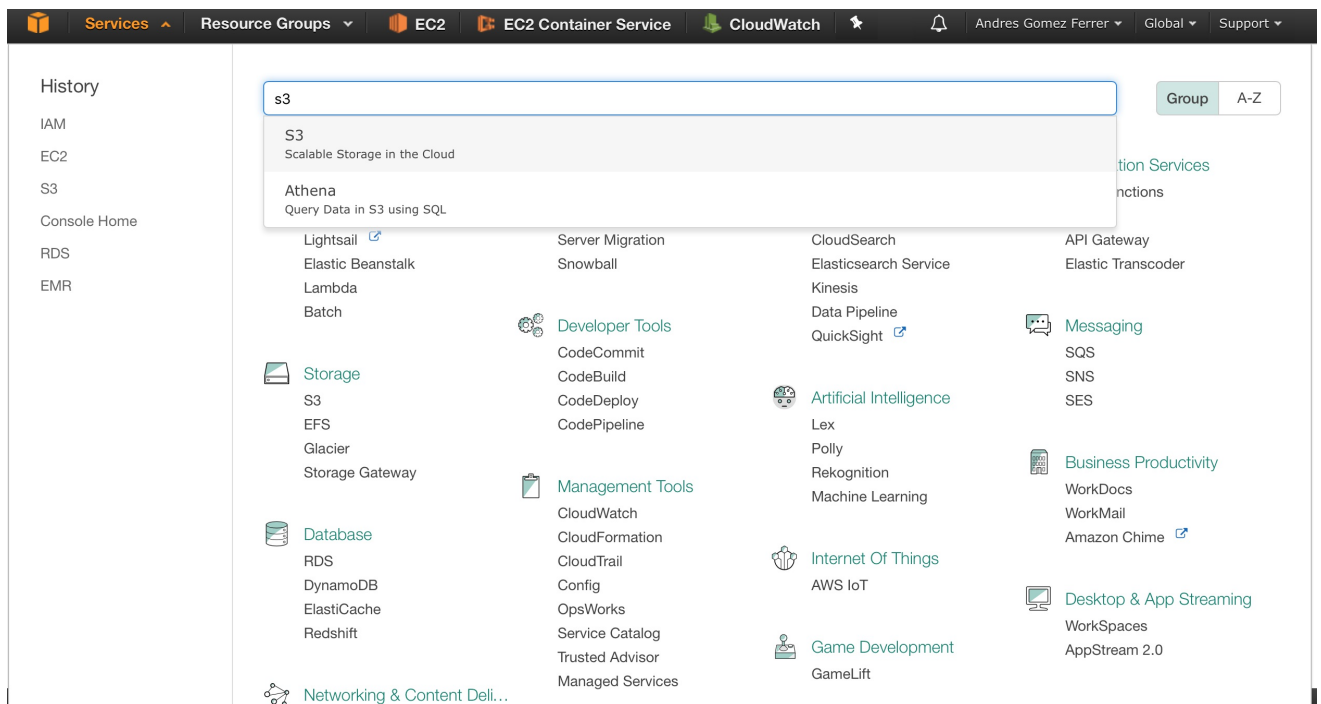 Services Resource Groups EC2 EC2 Container Service CloudWatch Andres Gomez Ferrer Global Support
History
IAM
EC2
S3
Console Home
RDS
EMR
s3
Group A-Z
S3
Scalable Storage in the Cloud
Athena
Query Data in S3 using SQL
Lightsail
Elastic Beanstalk
Lambda
Batch
Storage
S3
EFS
Glacier
Storage Gateway
Database
RDS
DynamoDB
ElastiCache
Redshift
Networking & Content Deli...
Server Migration
Snowball
Developer Tools
CodeCommit
CodeBuild
CodeDeploy
CodePipeline
Management Tools
CloudWatch
CloudFormation
CloudTrail
Config
OpsWorks
Service Catalog
Trusted Advisor
Managed Services
CloudSearch
Elasticsearch Service
Kinesis
Data Pipeline
QuickSight
Artificial Intelligence
Lex
Polly
Rekognition
Machine Learning
Internet Of Things
AWS IoT
Game Development
GameLift
tion Services
nctions
API Gateway
Elastic Transcoder
Messaging
SQS
SNS
SES
Business Productivity
WorkDocs
WorkMail
Amazon Chime
Desktop & App Streaming
WorkSpaces
AppStream 2.0